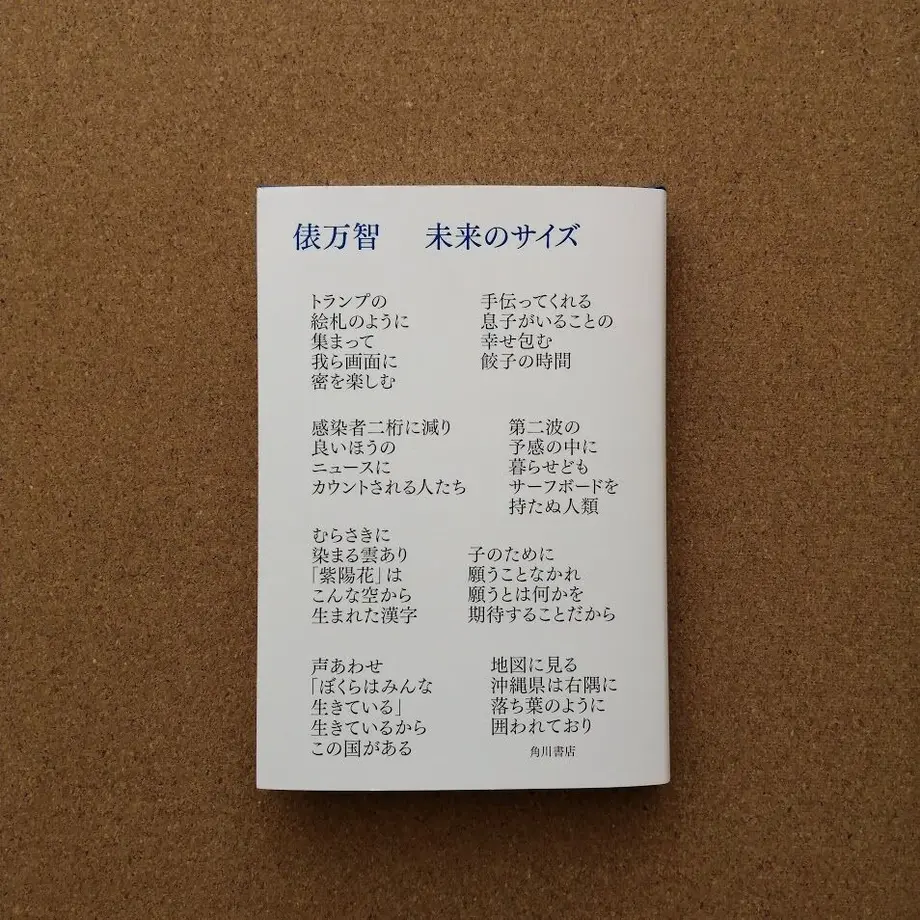 俵万智　未来のサイズ
トランプの
絵札のように
集まって
我ら画面に
密を楽しむ
手伝ってくれる
息子がいることの
幸せ包む
餃子の時間
感染者二桁に減り
良いほうの
ニュースに
カウントされる人たち
第二波の
予感の中に
暮らせども
サーフボードを
持たぬ人類
むらさきに
染まる雲あり
「紫陽花」は
こんな空から
生まれた漢字
子のために
願うことなかれ
願うとは何かを
期待することだから
声あわせ
「ぼくらはみんな
生きている」
生きているから
この国がある
地図に見る
沖縄県は右隅に
落ち葉のように
囲われており
角川書店